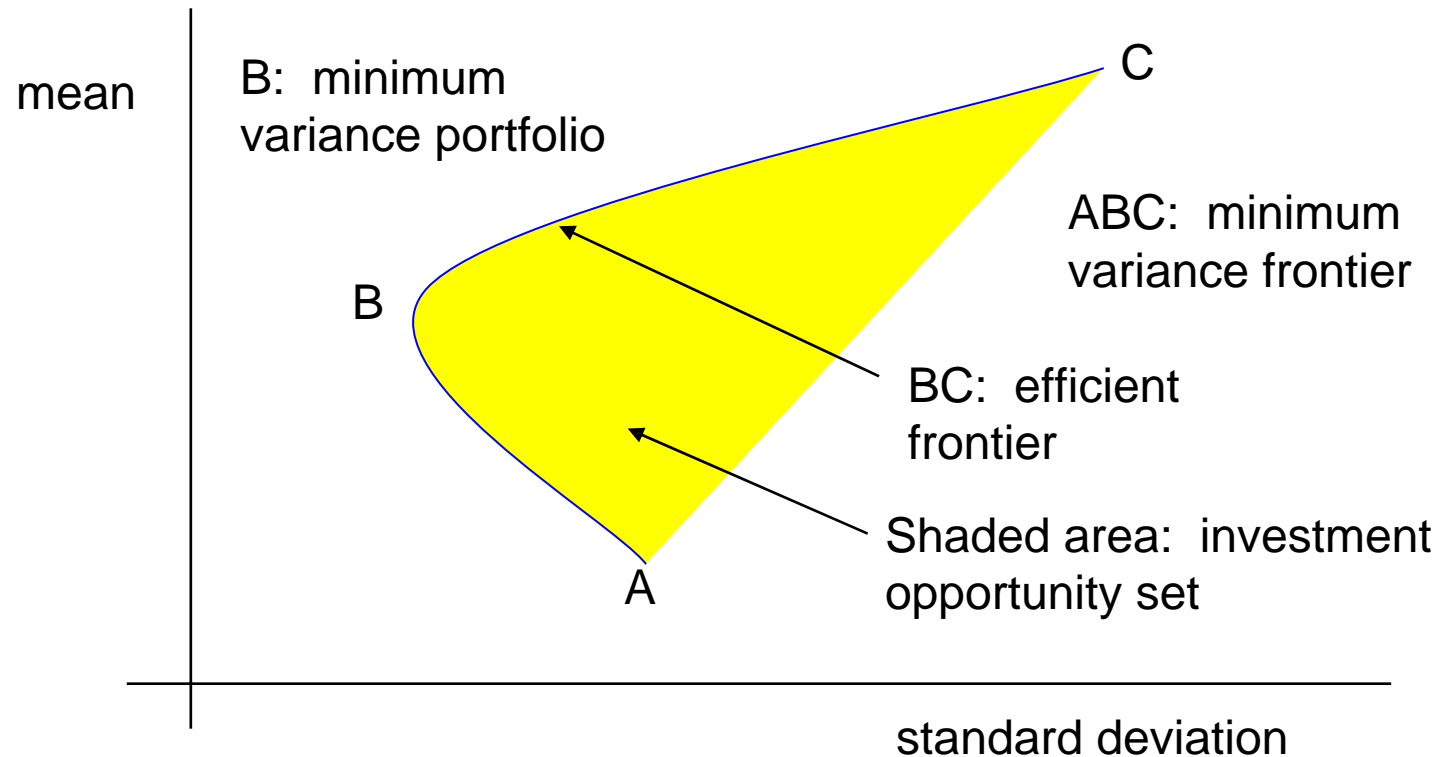 mean
B: minimum
variance portfolio
C
ABC: minimum
variance frontier
B
BC: efficient
frontier
Shaded area: investment
opportunity set
A
standard deviation